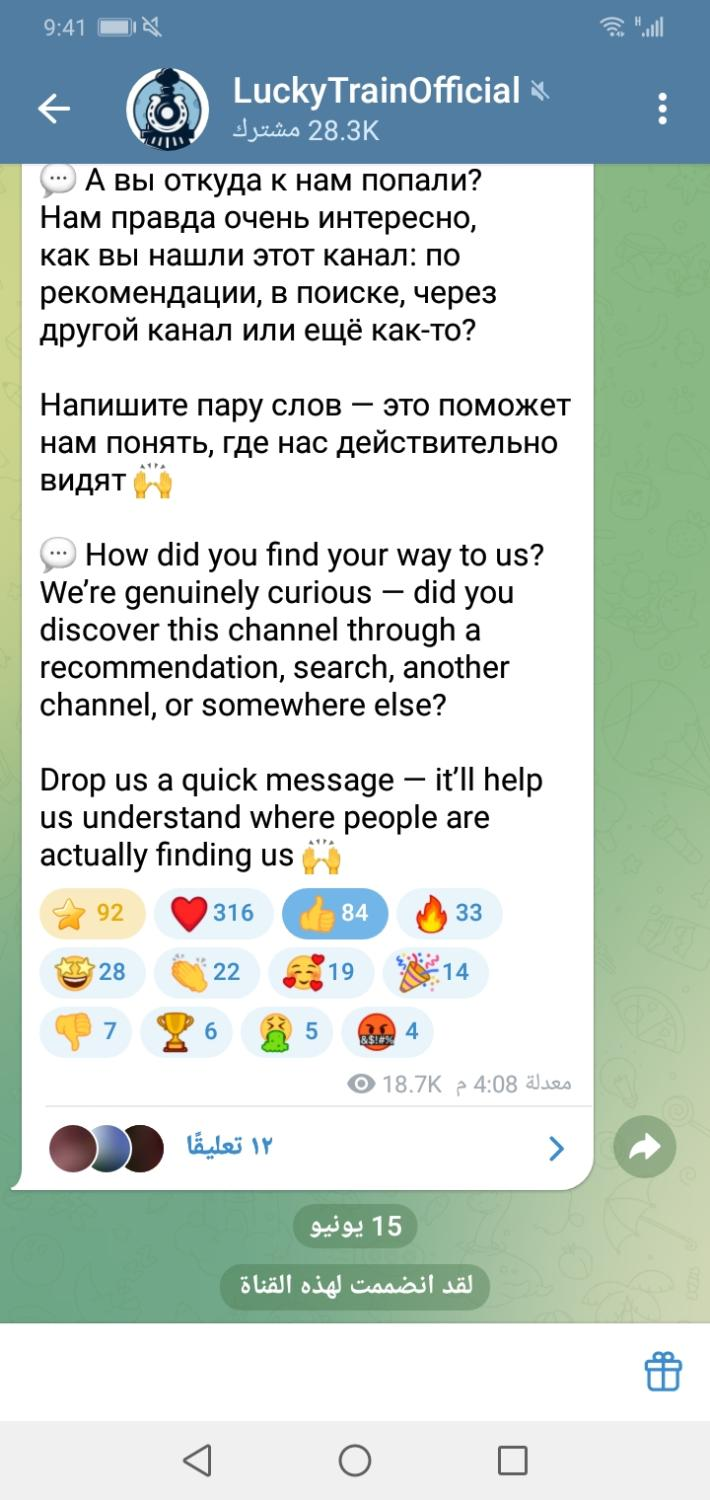 9:41
H
LuckyTrainOfficial
28.3K مشترك
💬 А вы откуда к нам попали?
Нам правда очень интересно,
как вы нашли этот канал: по
рекомендации, в поиске, через
другой канал или ещё как-то?
Напишите пару слов — это поможет
нам понять, где нас действительно
видят 🙌
💬 How did you find your way to us?
We’re genuinely curious — did you
discover this channel through a
recommendation, search, another
channel, or somewhere else?
Drop us a quick message — it’ll help
us understand where people are
actually finding us 🙌
⭐ 92 ❤️ 316 👍 84 🔥 33
🤩 28 👏 22 🥰 19 🎉 14
👎 7 🏆 6 🤮 5 🤬 4
18.7K معدلة 4:08 م
١٢ تعليقًا
15 يونيو
لقد انضممت لهذه القناة